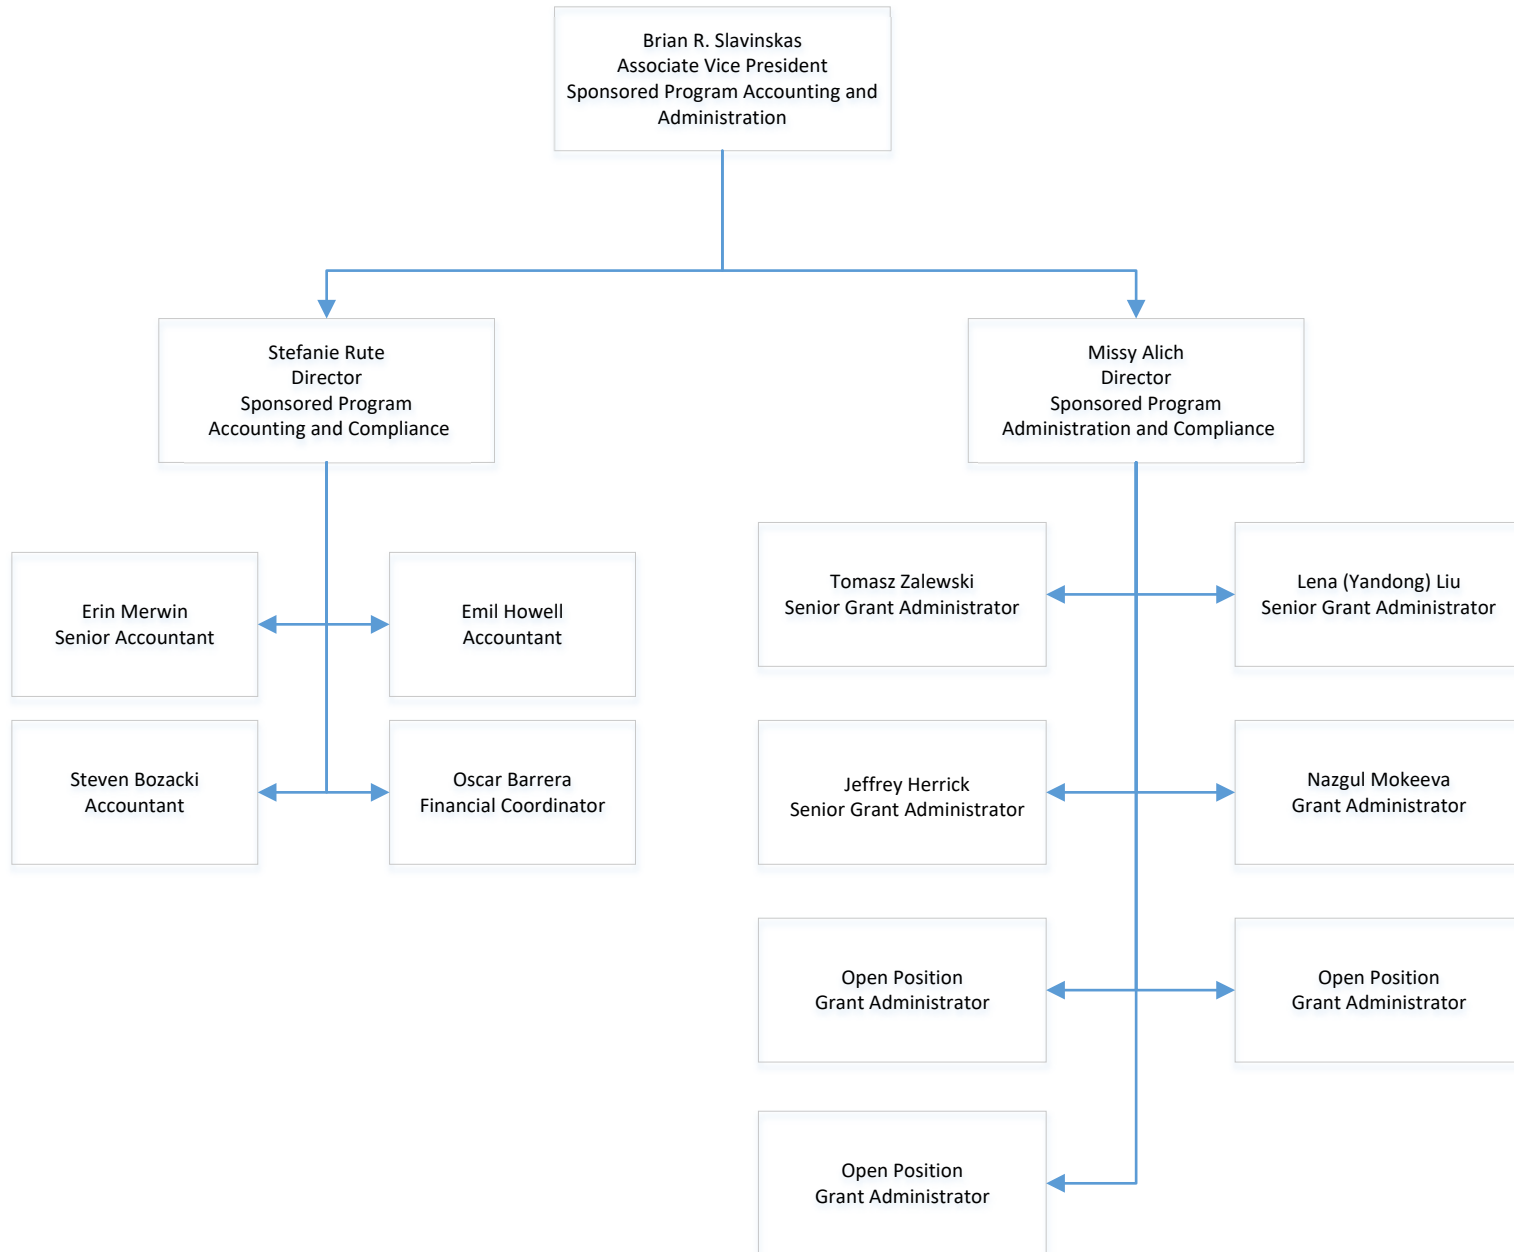 Brian R. Slavinskas
Associate Vice President
Sponsored Program Accounting and
Administration
Stefanie Rute
Director
Sponsored Program
Accounting and Compliance
Missy Alich
Director
Sponsored Program
Administration and Compliance
Erin Merwin
Senior Accountant
Emil Howell
Accountant
Steven Bozacki
Accountant
Oscar Barrera
Financial Coordinator
Tomasz Zalewski
Senior Grant Administrator
Lena (Yandong) Liu
Senior Grant Administrator
Jeffrey Herrick
Senior Grant Administrator
Nazgul Mokeeva
Grant Administrator
Open Position
Grant Administrator
Open Position
Grant Administrator
Open Position
Grant Administrator